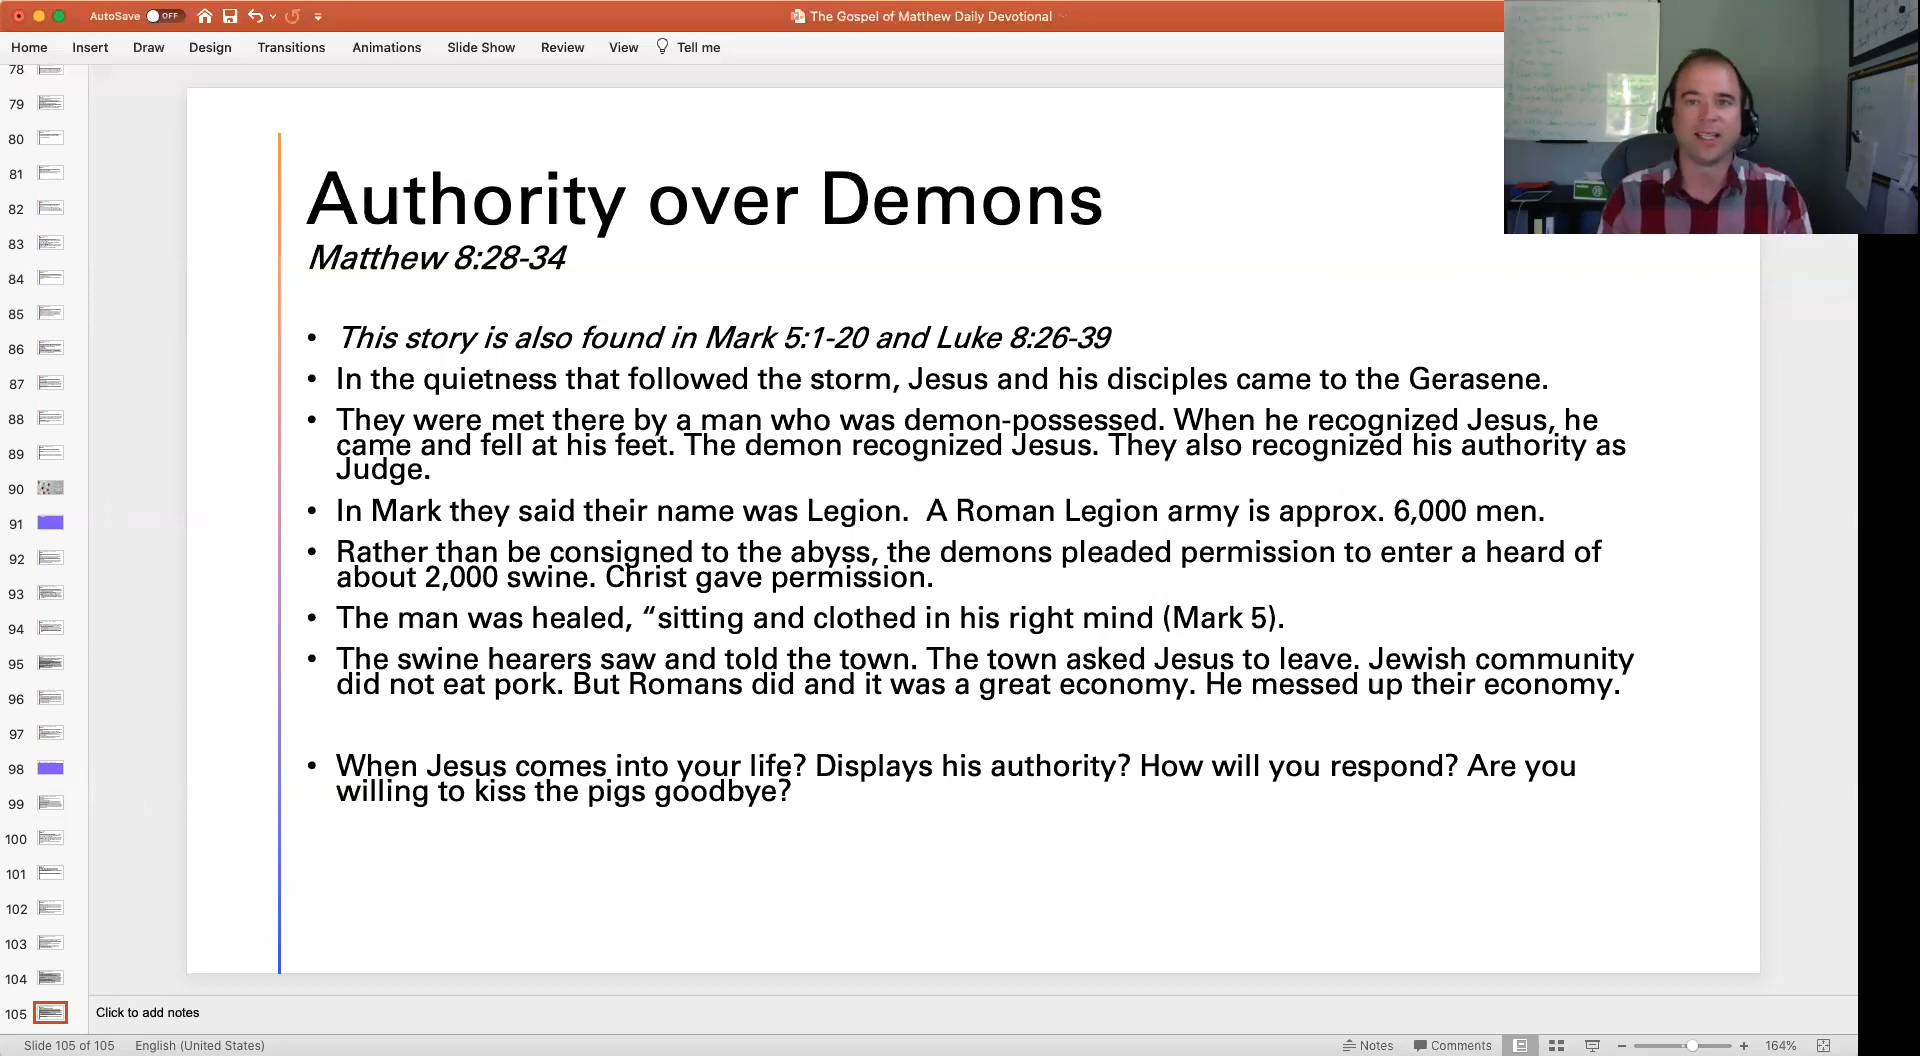 AutoSave OFF
The Gospel of Matthew Daily Devotional
Home Insert Draw Design Transitions Animations Slide Show Review View Tell me
78
79
80
81
82
83
84
85
86
87
88
89
90
91
92
93
94
95
96
97
98
99
100
101
102
103
104
105
Authority over Demons
Matthew 8:28-34
• This story is also found in Mark 5:1-20 and Luke 8:26-39
• In the quietness that followed the storm, Jesus and his disciples came to the Gerasene.
• They were met there by a man who was demon-possessed. When he recognized Jesus, he
came and fell at his feet. The demon recognized Jesus. They also recognized his authority as
Judge.
• In Mark they said their name was Legion.  A Roman Legion army is approx. 6,000 men.
• Rather than be consigned to the abyss, the demons pleaded permission to enter a heard of
about 2,000 swine. Christ gave permission.
• The man was healed, “sitting and clothed in his right mind (Mark 5).
• The swine hearers saw and told the town. The town asked Jesus to leave. Jewish community
did not eat pork. But Romans did and it was a great economy. He messed up their economy.
• When Jesus comes into your life? Displays his authority? How will you respond? Are you
willing to kiss the pigs goodbye?
Click to add notes
Slide 105 of 105 English (United States) Notes Comments 164%